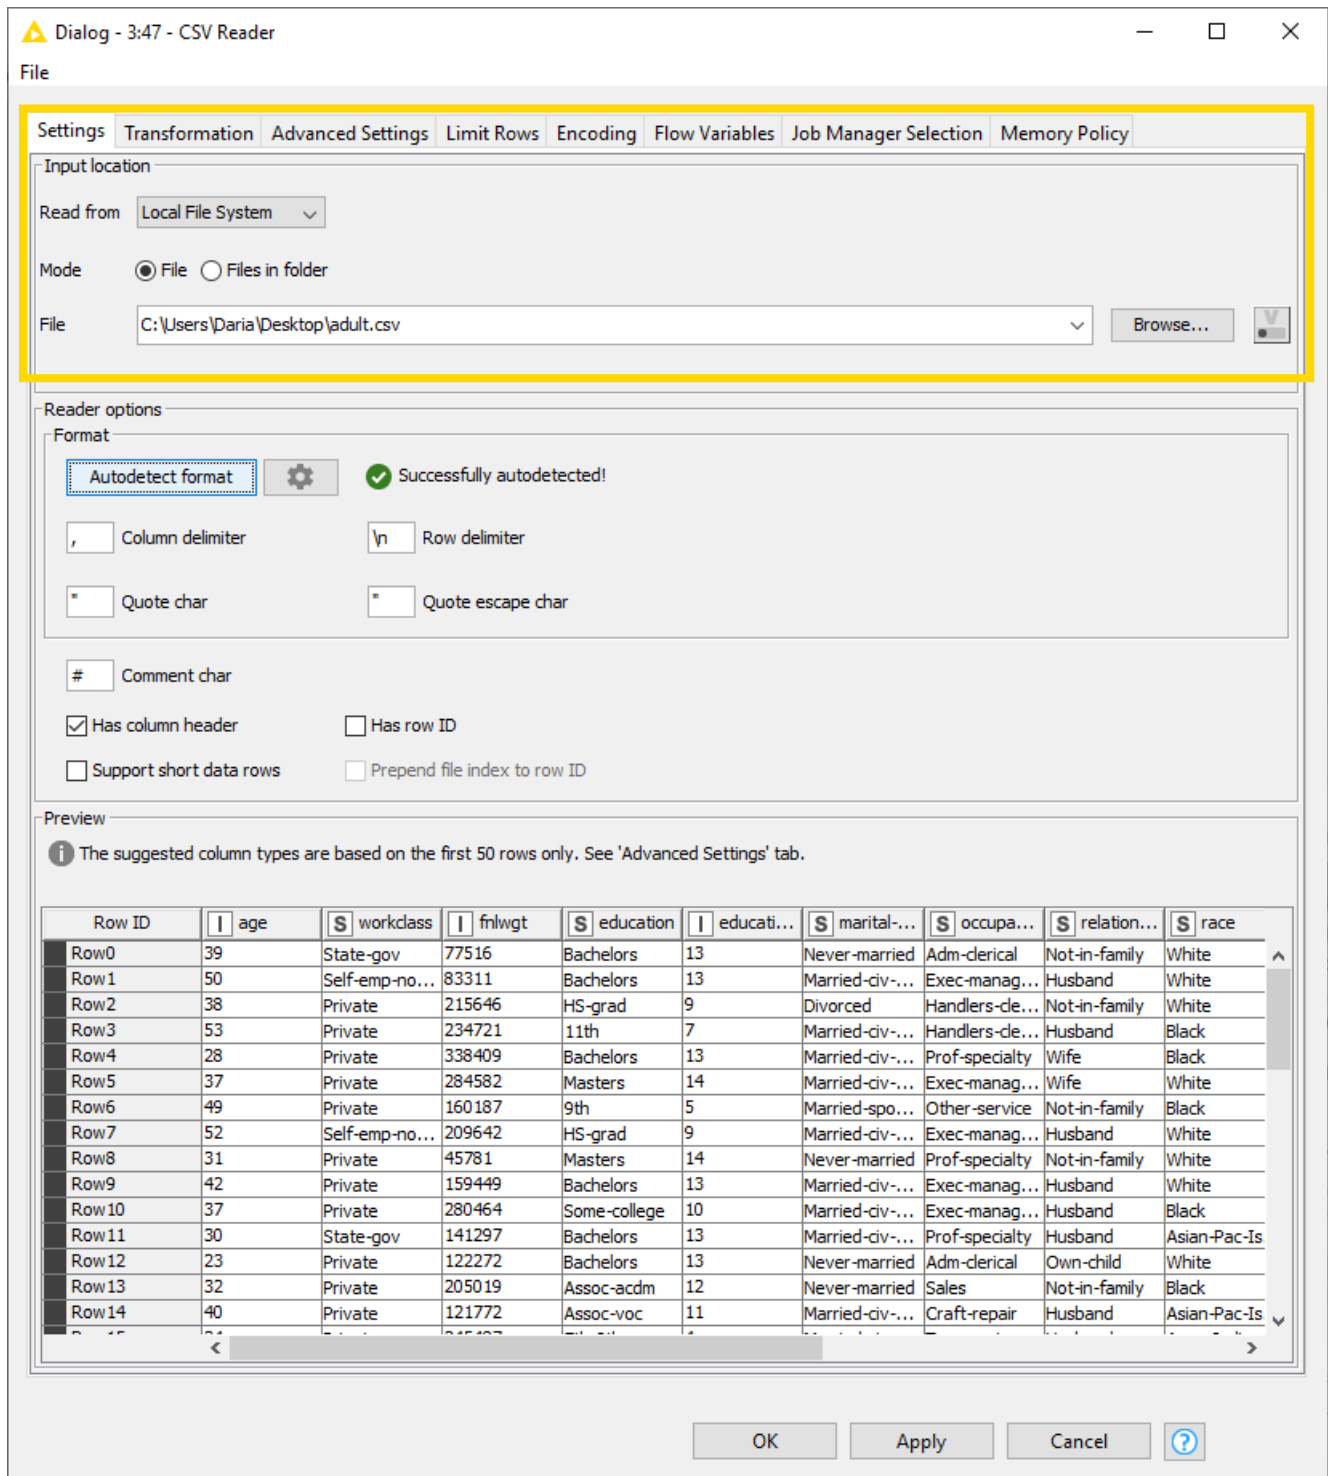 Dialog - 3:47 - CSV Reader
File
Settings Transformation Advanced Settings Limit Rows Encoding Flow Variables Job Manager Selection Memory Policy
Input location
Read from Local File System
Mode File Files in folder
File C:\Users\Daria\Desktop\adult.csv Browse... V
Reader options
Format
Autodetect format Successfully autodetected!
, Column delimiter \n Row delimiter
" Quote char " Quote escape char
# Comment char
Has column header Has row ID
Support short data rows Prepend file index to row ID
Preview
i The suggested column types are based on the first 50 rows only. See 'Advanced Settings' tab.
Row ID I age S workclass I fnlwgt S education I educati... S marital-... S occupa... S relation... S race
Row0 39 State-gov 77516 Bachelors 13 Never-married Adm-clerical Not-in-family White
Row1 50 Self-emp-no... 83311 Bachelors 13 Married-civ-... Exec-manag... Husband White
Row2 38 Private 215646 HS-grad 9 Divorced Handlers-cle... Not-in-family White
Row3 53 Private 234721 11th 7 Married-civ-... Handlers-cle... Husband Black
Row4 28 Private 338409 Bachelors 13 Married-civ-... Prof-specialty Wife Black
Row5 37 Private 284582 Masters 14 Married-civ-... Exec-manag... Wife White
Row6 49 Private 160187 9th 5 Married-spo... Other-service Not-in-family Black
Row7 52 Self-emp-no... 209642 HS-grad 9 Married-civ-... Exec-manag... Husband White
Row8 31 Private 45781 Masters 14 Never-married Prof-specialty Not-in-family White
Row9 42 Private 159449 Bachelors 13 Married-civ-... Exec-manag... Husband White
Row10 37 Private 280464 Some-college 10 Married-civ-... Exec-manag... Husband Black
Row11 30 State-gov 141297 Bachelors 13 Married-civ-... Prof-specialty Husband Asian-Pac-Is
Row12 23 Private 122272 Bachelors 13 Never-married Adm-clerical Own-child White
Row13 32 Private 205019 Assoc-acdm 12 Never-married Sales Not-in-family Black
Row14 40 Private 121772 Assoc-voc 11 Married-civ-... Craft-repair Husband Asian-Pac-Is
OK Apply Cancel ?